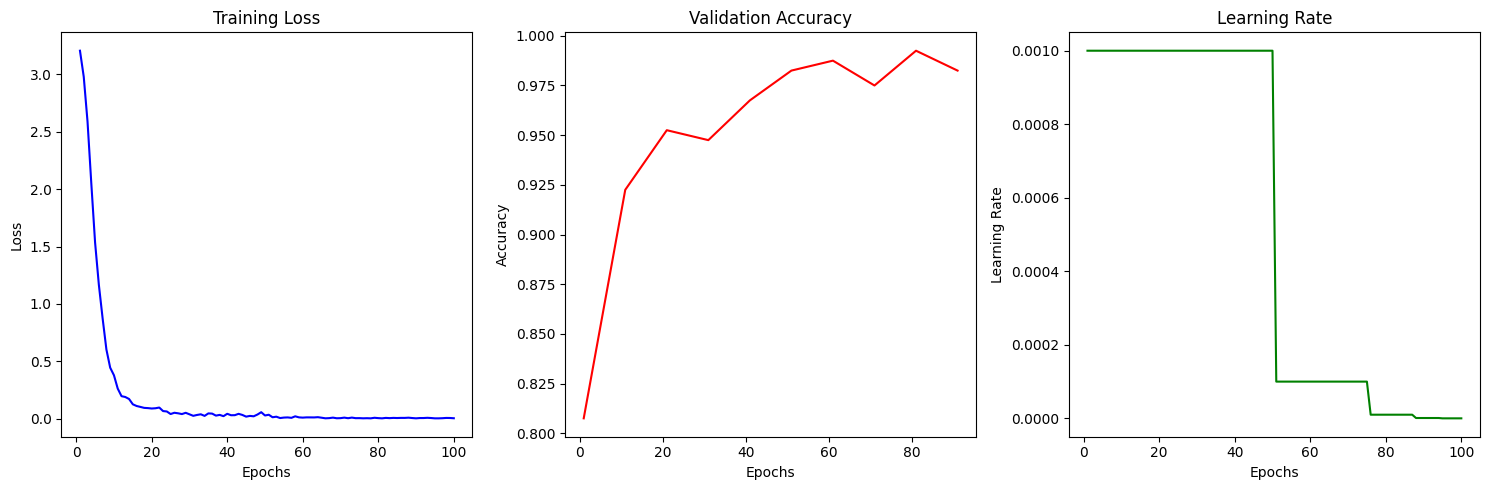 Training Loss
Loss
3.0
2.5
2.0
1.5
1.0
0.5
0.0
0 20 40 60 80 100
Epochs
Validation Accuracy
Accuracy
1.000
0.975
0.950
0.925
0.900
0.875
0.850
0.825
0.800
0 20 40 60 80
Epochs
Learning Rate
Learning Rate
0.0010
0.0008
0.0006
0.0004
0.0002
0.0000
0 20 40 60 80 100
Epochs